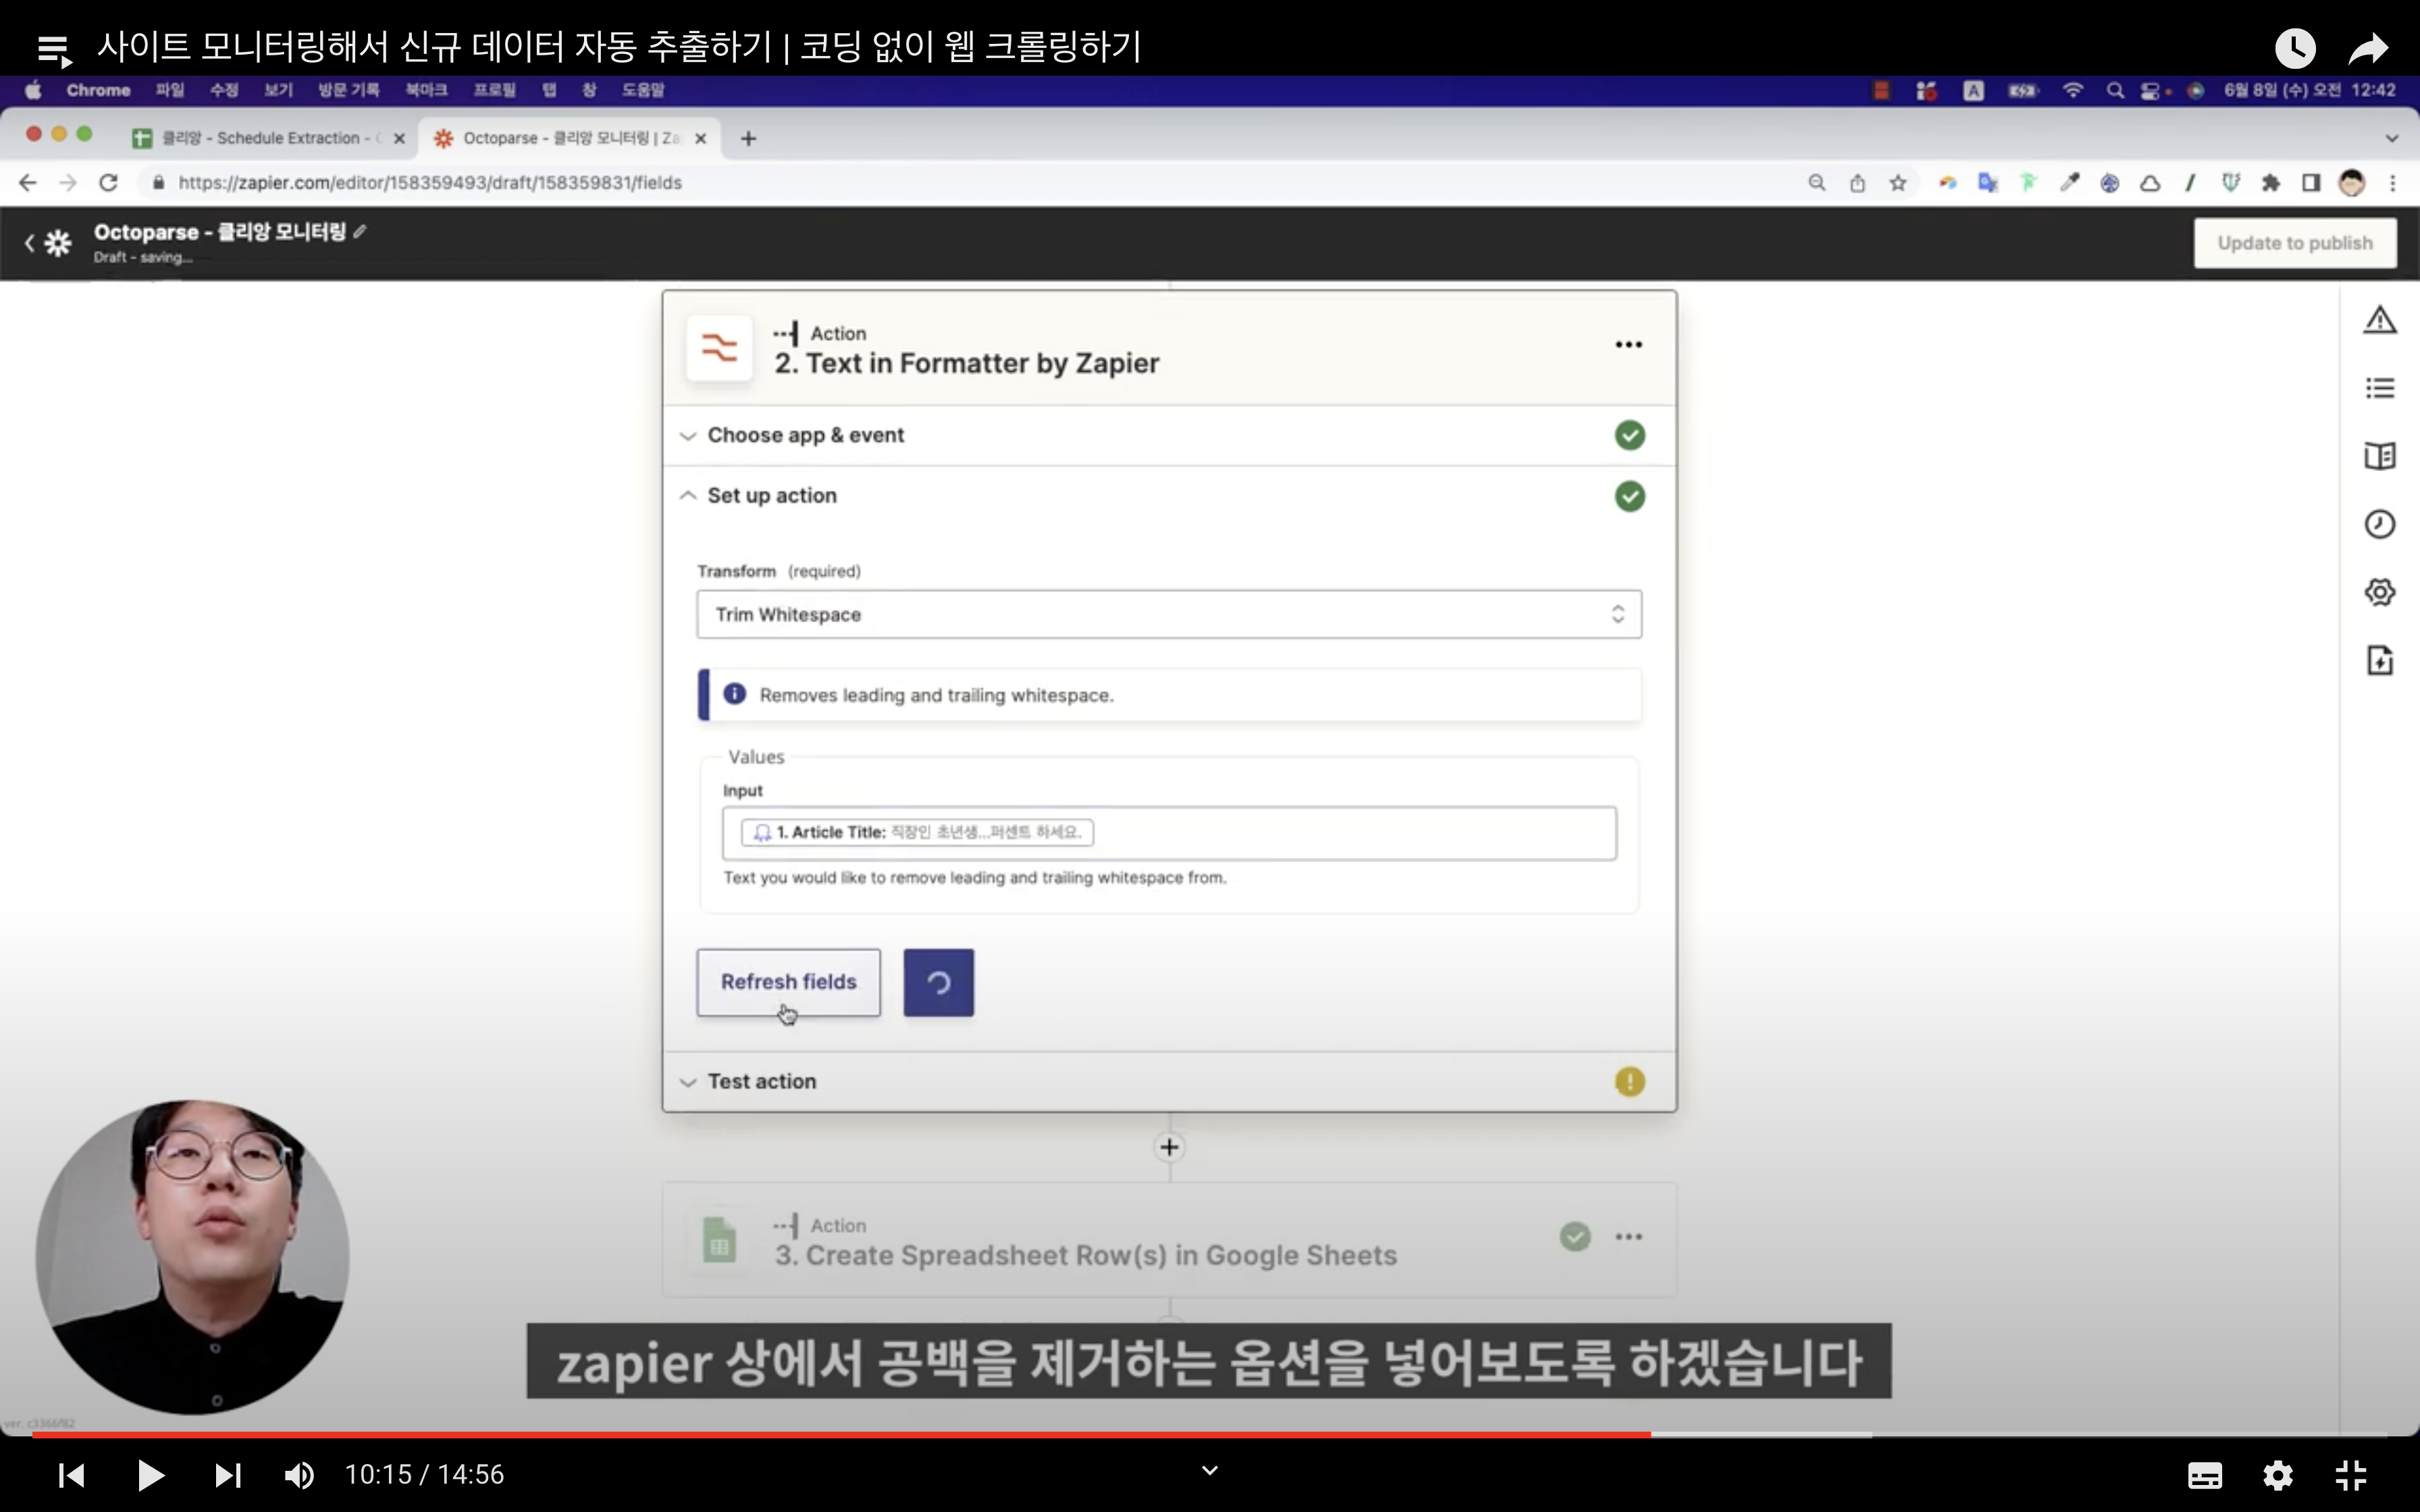 사이트 모니터링해서 신규 데이터 자동 추출하기 | 코딩 없이 웹 크롤링하기
Chrome 파일 수정 보기 방문 기록 북마크 프로필 탭 창 도움말
A
6월 8일 (수) 오전 12:42
클리앙 - Schedule Extraction -
Octoparse - 클리앙 모니터링 | Za
https://zapier.com/editor/158359493/draft/158359831/fields
Octoparse - 클리앙 모니터링
Draft - saving...
Update to publish
Action
2. Text in Formatter by Zapier
Choose app & event
Set up action
Transform (required)
Trim Whitespace
Removes leading and trailing whitespace.
Values
Input
1. Article Title: 직장인 초년생...퍼센트 하세요.
Text you would like to remove leading and trailing whitespace from.
Refresh fields
Test action
Action
3. Create Spreadsheet Row(s) in Google Sheets
zapier 상에서 공백을 제거하는 옵션을 넣어보도록 하겠습니다
ver. c3366f82
10:15 / 14:56